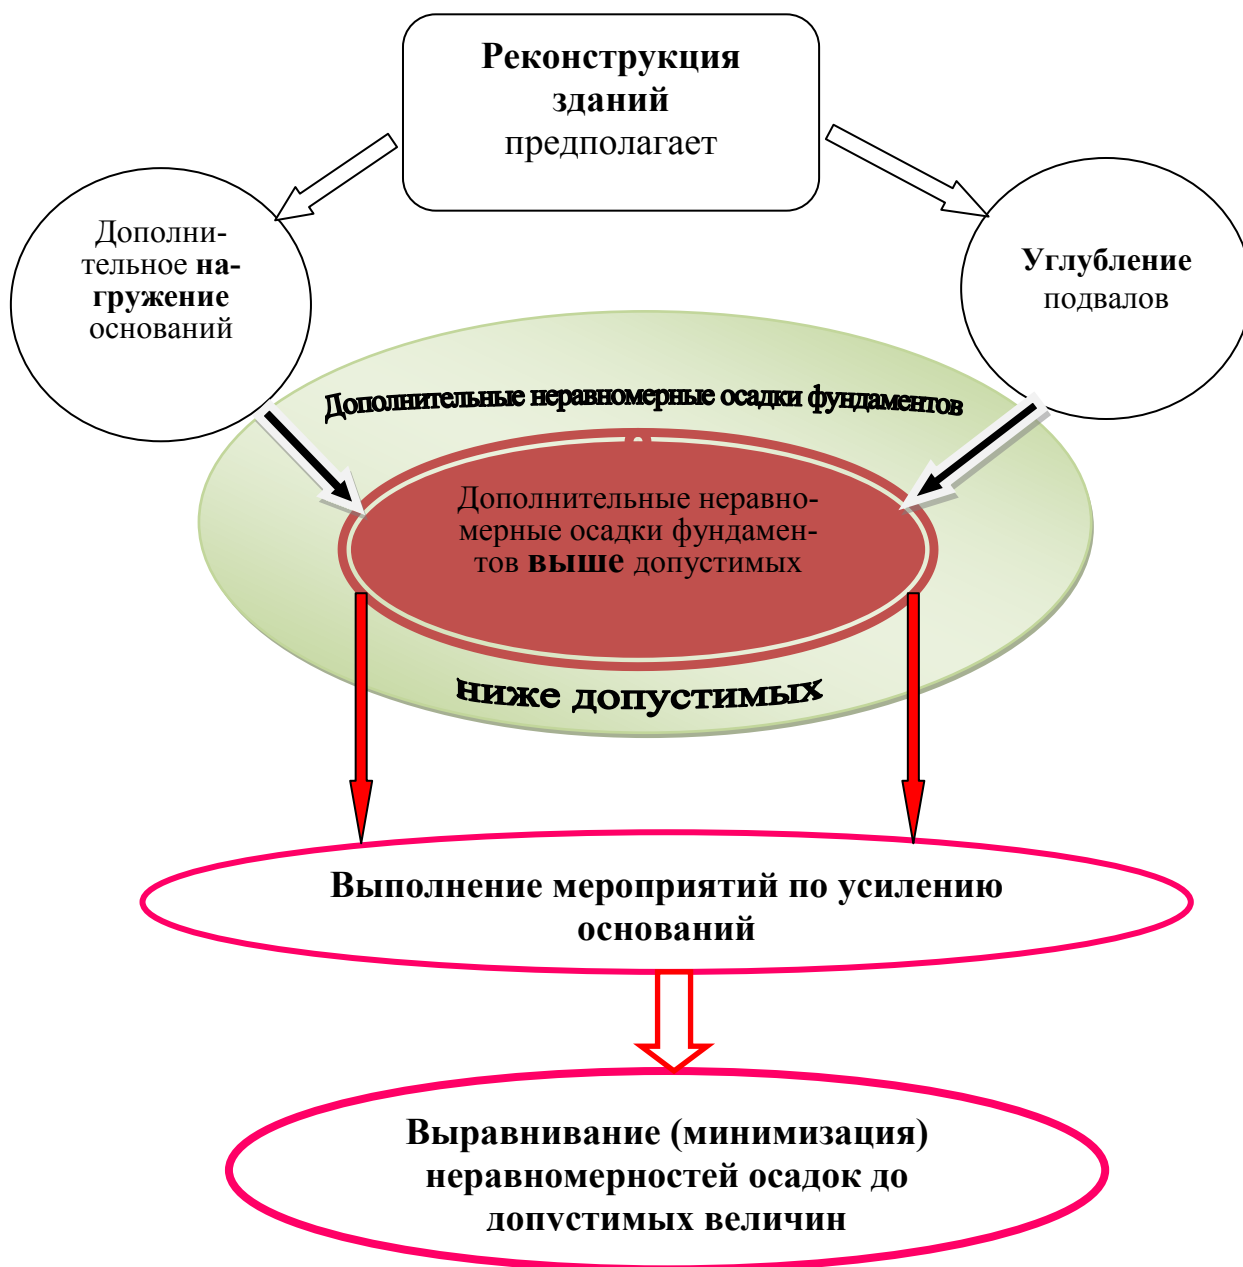 Реконструкция
зданий
предполагает
Дополни-
тельное на-
гружение
оснований
Углубление
подвалов
Дополнительные неравномерные осадки фундаментов
Дополнительные неравно-
мерные осадки фундамен-
тов выше допустимых
ниже допустимых
Выполнение мероприятий по усилению
оснований
Выравнивание (минимизация)
неравномерностей осадок до
допустимых величин